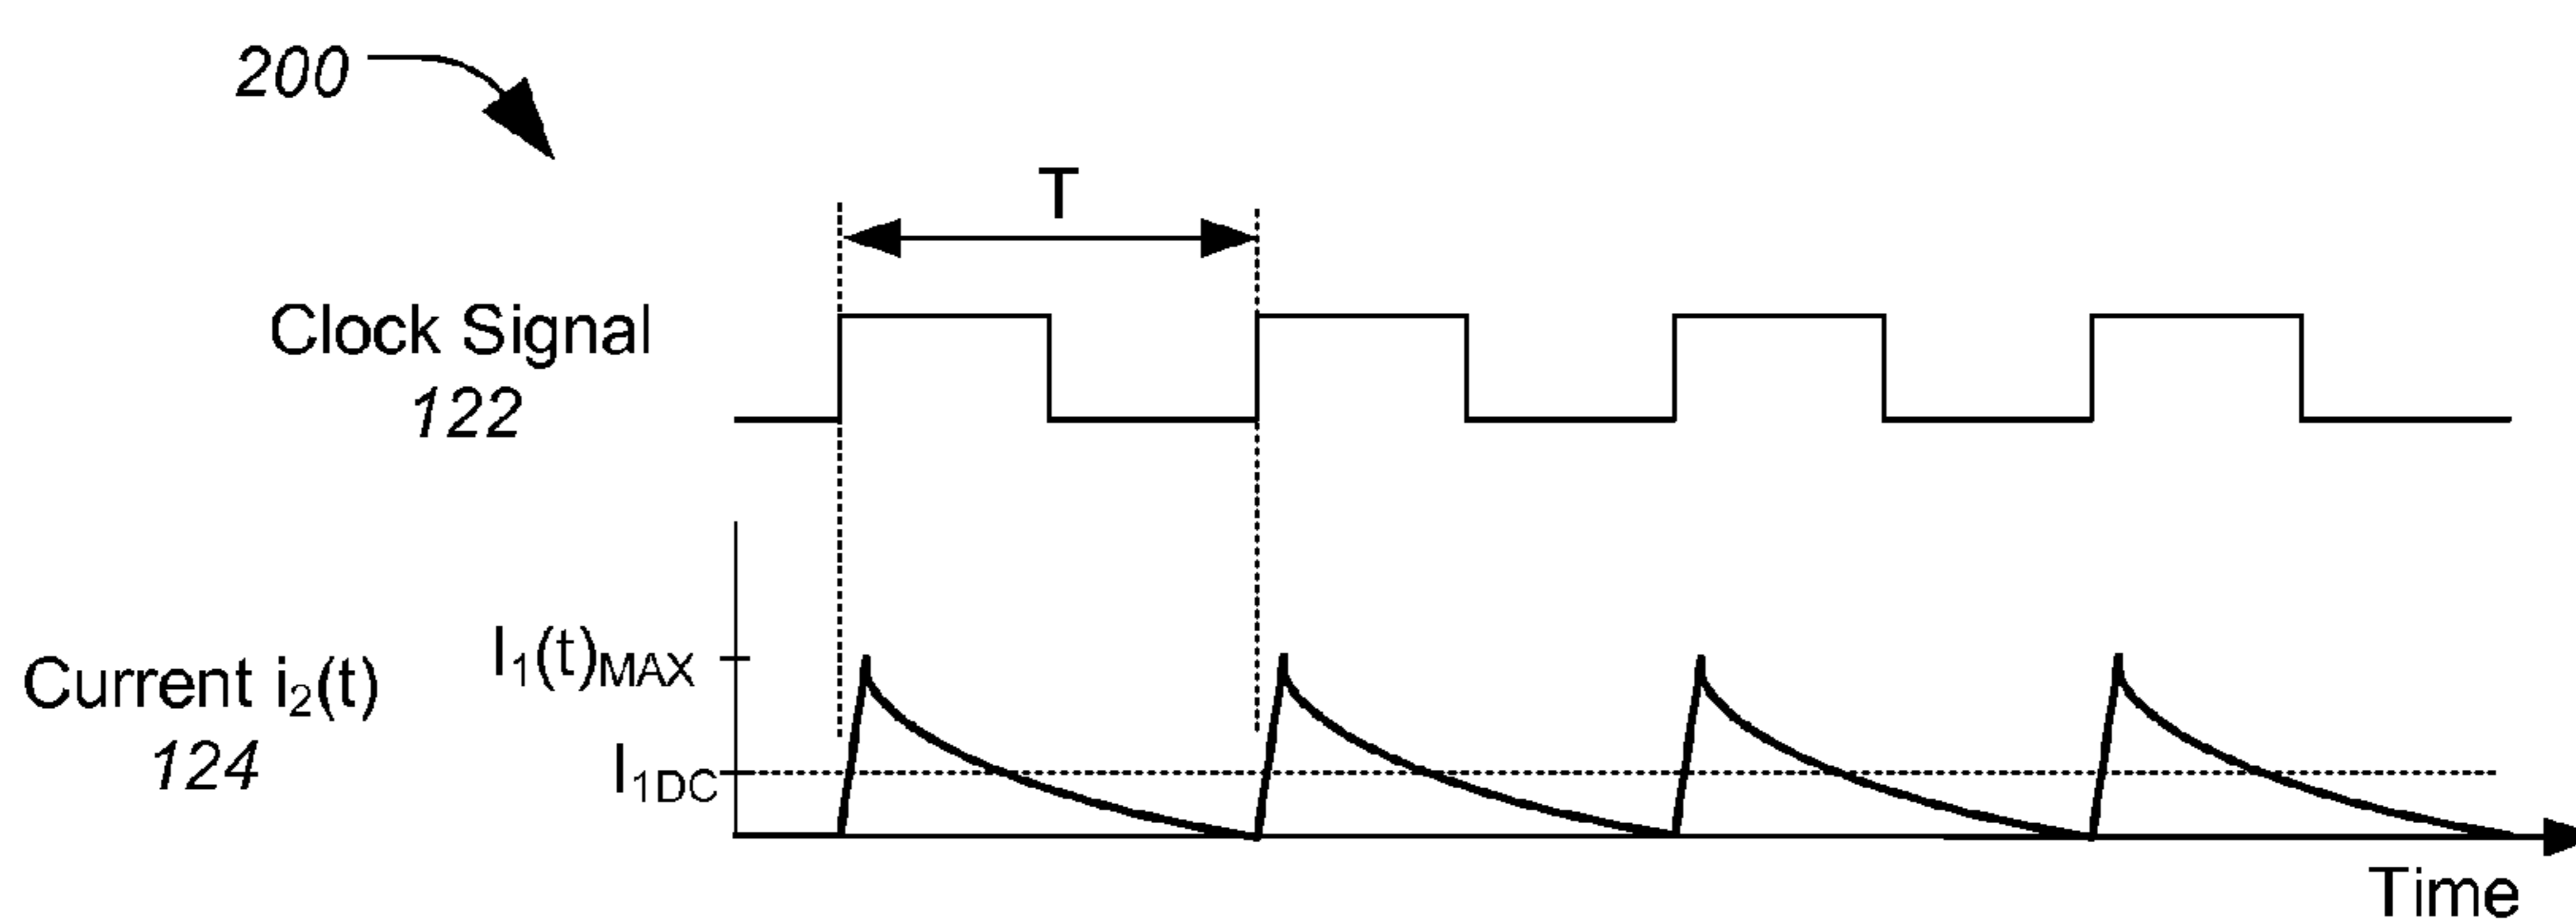 200
T
Clock Signal
122
I₁(t)MAX
Current i₂(t)
124
I₁DC
Time